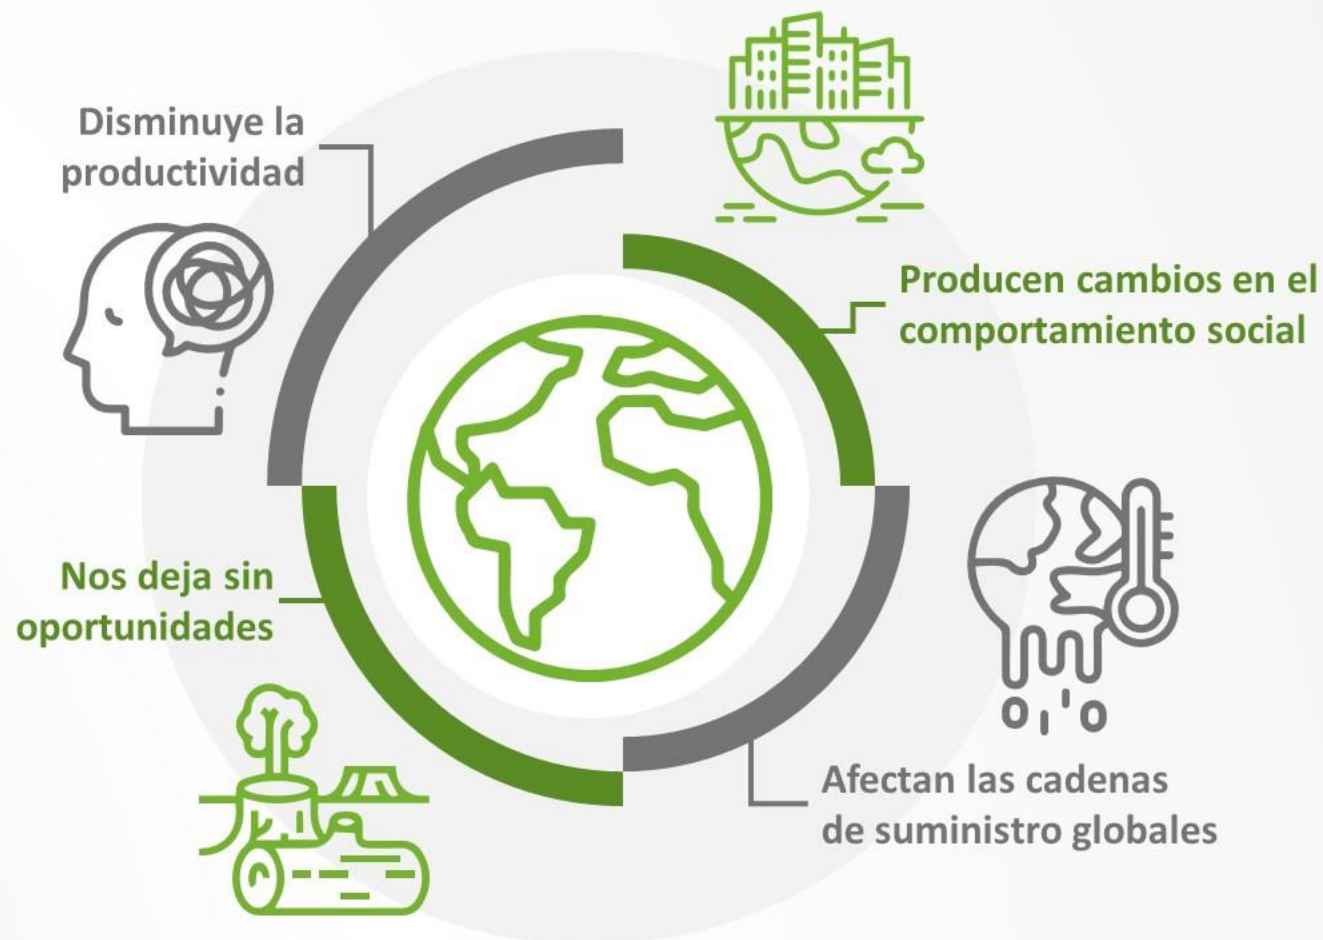 Disminuye la
productividad
Producen cambios en el
comportamiento social
Nos deja sin
oportunidades
Afectan las cadenas
de suministro globales